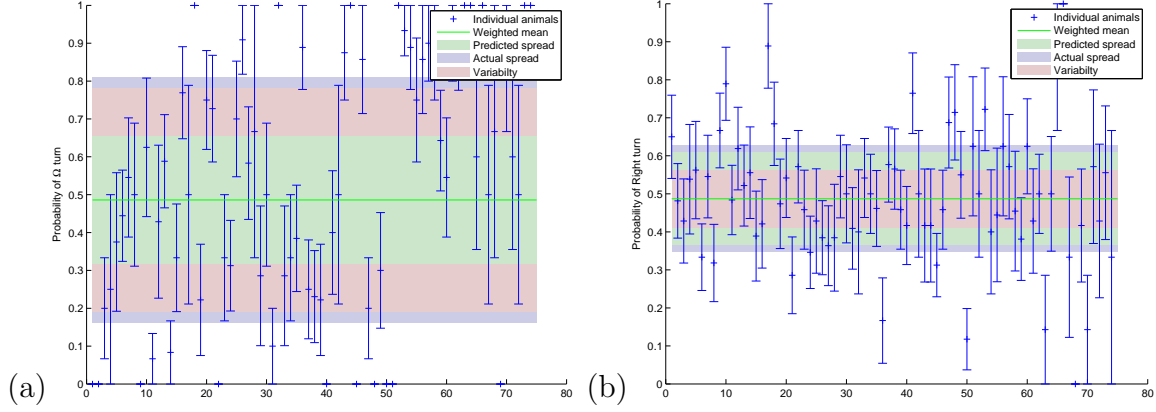 1
0.9
0.8
0.7
0.6
0.5
0.4
0.3
0.2
0.1
0
Probability of Ω turn
0 10 20 30 40 50 60 70 80
Individual animals
Weighted mean
Predicted spread
Actual spread
Variabilty
(a)
1
0.9
0.8
0.7
0.6
0.5
0.4
0.3
0.2
0.1
0
Probability of Right turn
0 10 20 30 40 50 60 70 80
Individual animals
Weighted mean
Predicted spread
Actual spread
Variabilty
(b)